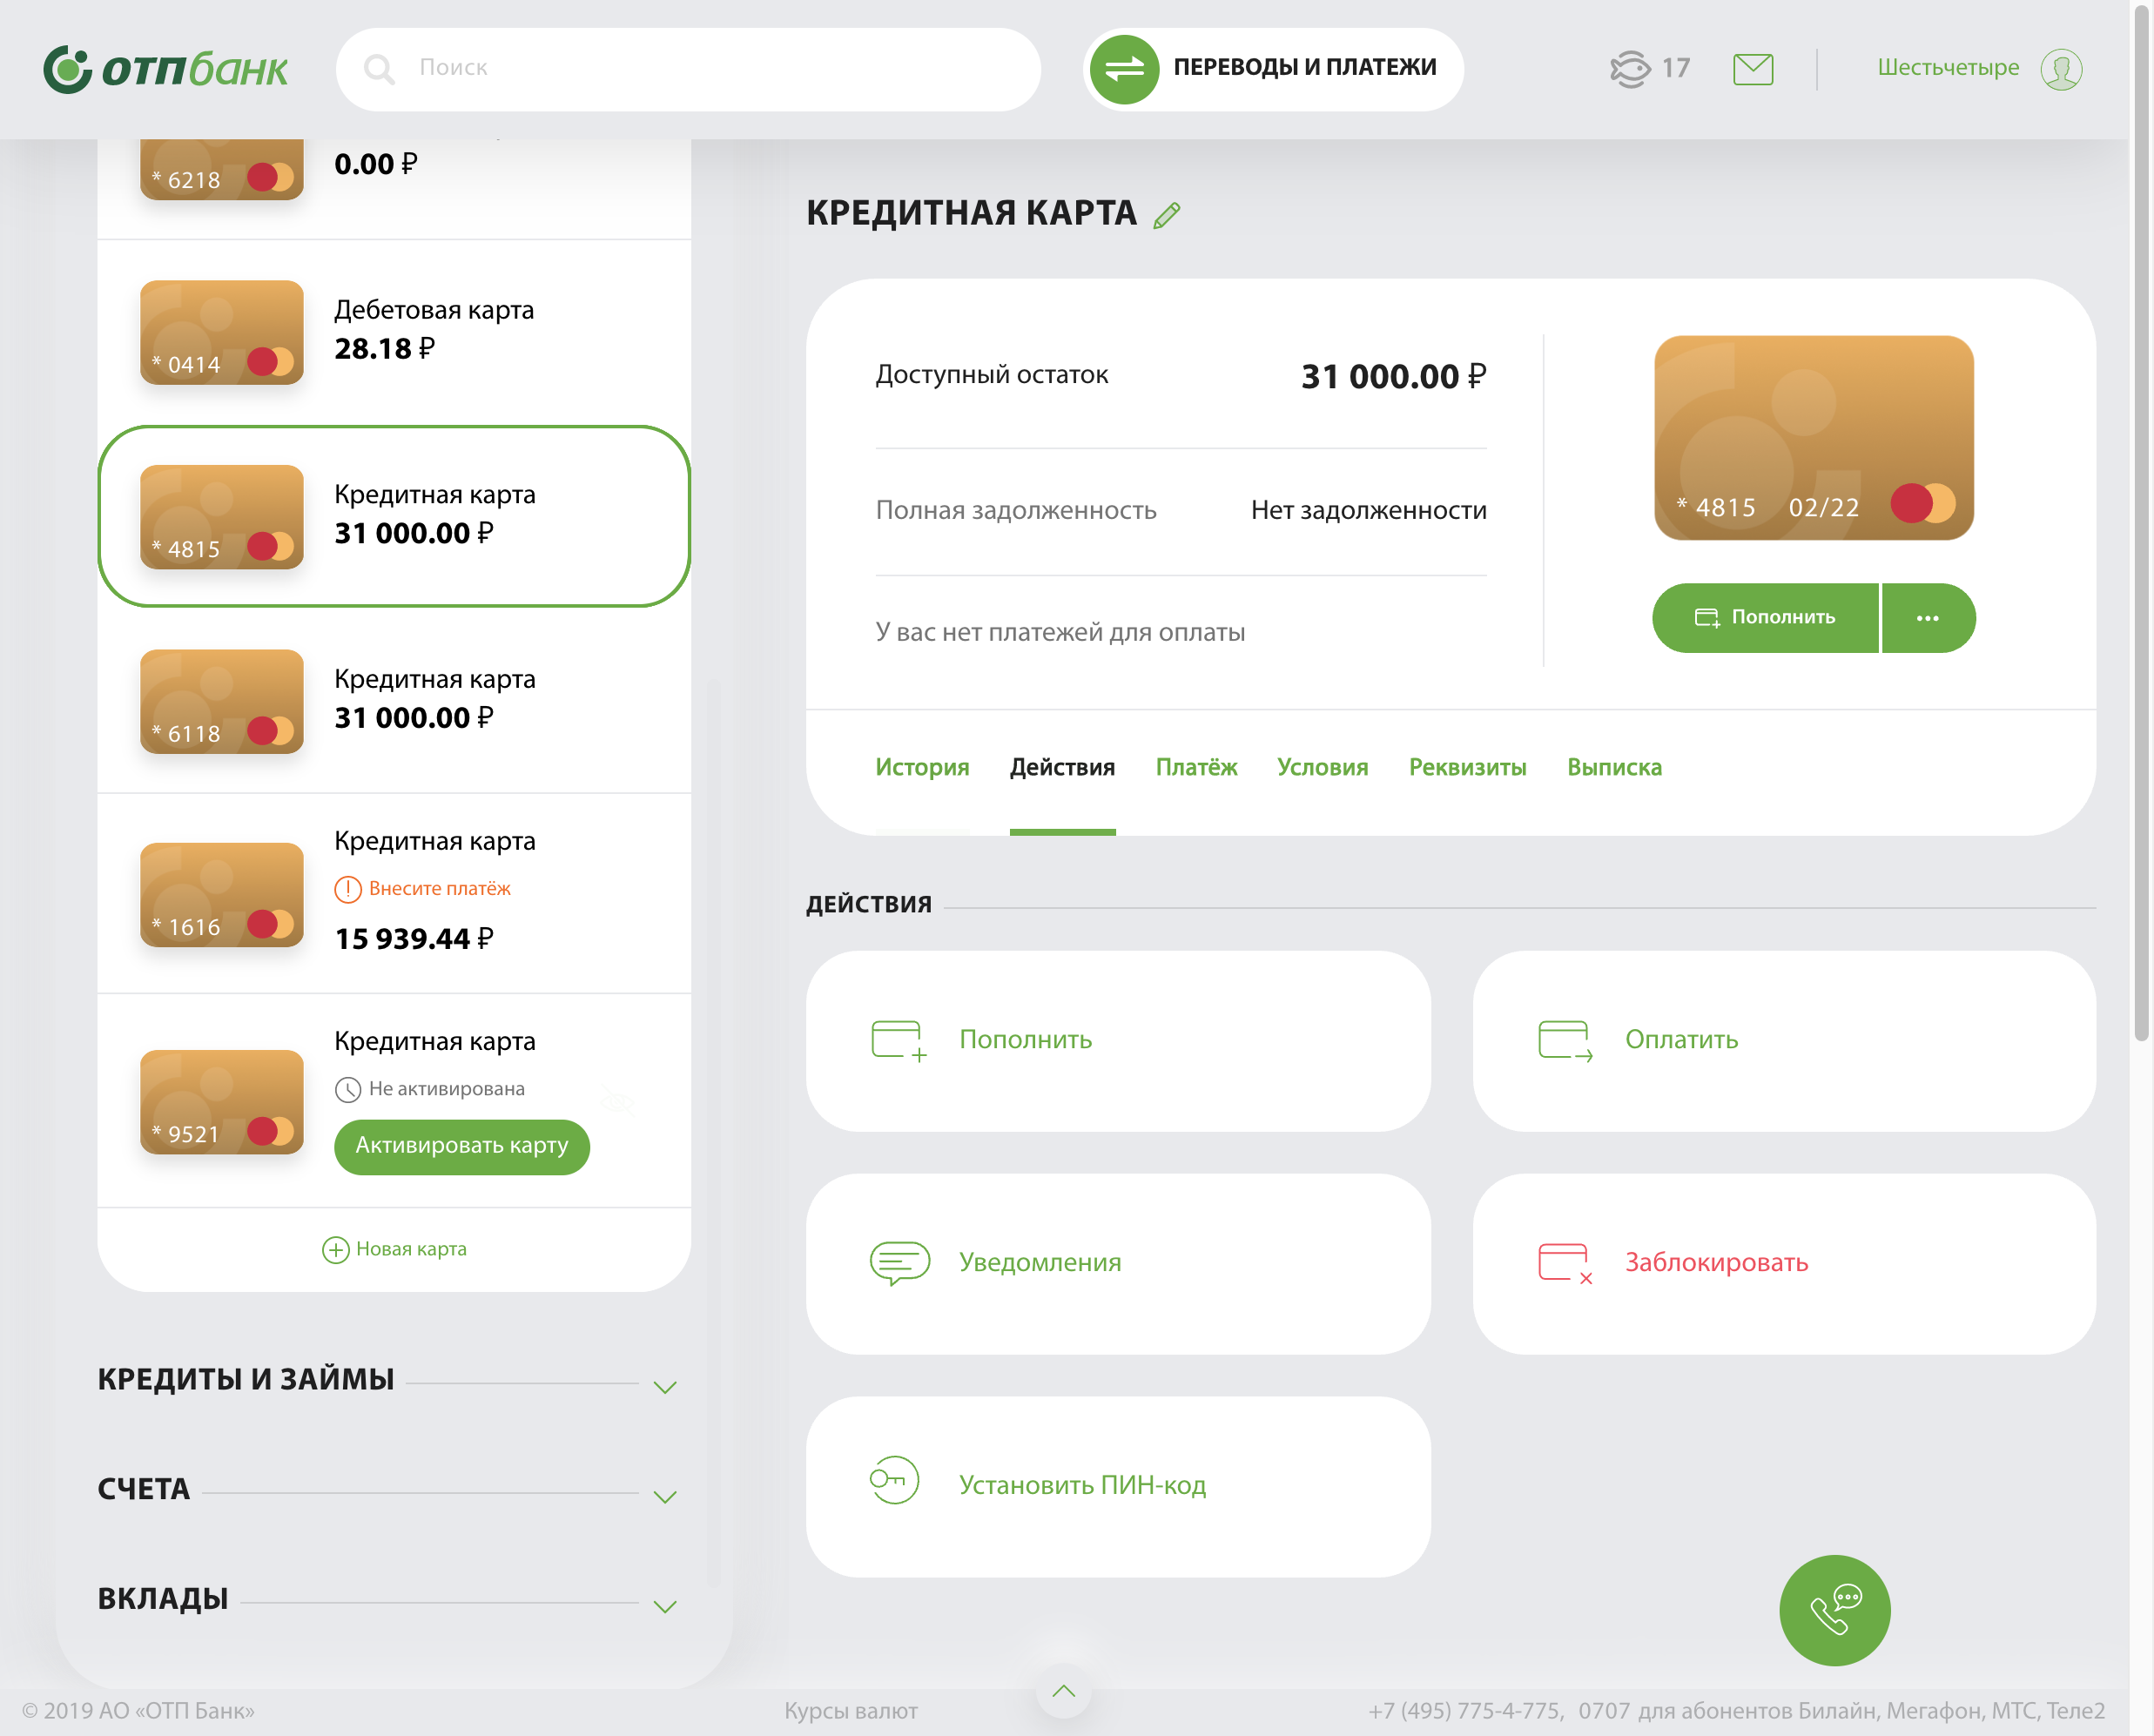 ОТПбанк
Поиск
ПЕРЕВОДЫ И ПЛАТЕЖИ
17
Шестьчетыре
* 6218
0.00 ₽
Дебетовая карта
28.18 ₽
* 0414
Кредитная карта
31 000.00 ₽
* 4815
Кредитная карта
31 000.00 ₽
* 6118
Кредитная карта
Внесите платёж
15 939.44 ₽
* 1616
Кредитная карта
Не активирована
* 9521
Активировать карту
Новая карта
КРЕДИТЫ И ЗАЙМЫ
СЧЕТА
ВКЛАДЫ
КРЕДИТНАЯ КАРТА
Доступный остаток 31 000.00 ₽
Полная задолженность Нет задолженности
У вас нет платежей для оплаты
* 4815 02/22
Пополнить
История Действия Платёж Условия Реквизиты Выписка
ДЕЙСТВИЯ
Пополнить
Оплатить
Уведомления
Заблокировать
Установить ПИН-код
© 2019 АО «ОТП Банк»
Курсы валют
+7 (495) 775-4-775, 0707 для абонентов Билайн, Мегафон, МТС, Теле2